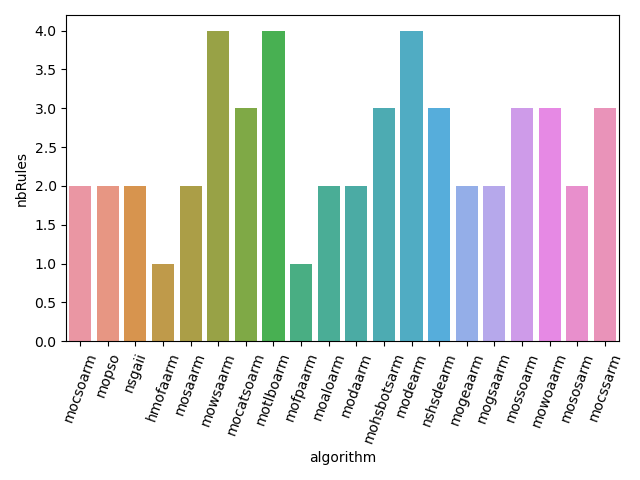 nbRules
4.0
3.5
3.0
2.5
2.0
1.5
1.0
0.5
0.0
mocsoarm
mopso
nsgaii
hmofaarm
mosaarm
mowsaarm
mocatsoarm
motlboarm
mofpaarm
moaloarm
modaarm
mohsbotsarm
modearm
nshsdearm
mogeaarm
mogsaarm
mossoarm
mowoaarm
mososarm
mocssarm
algorithm